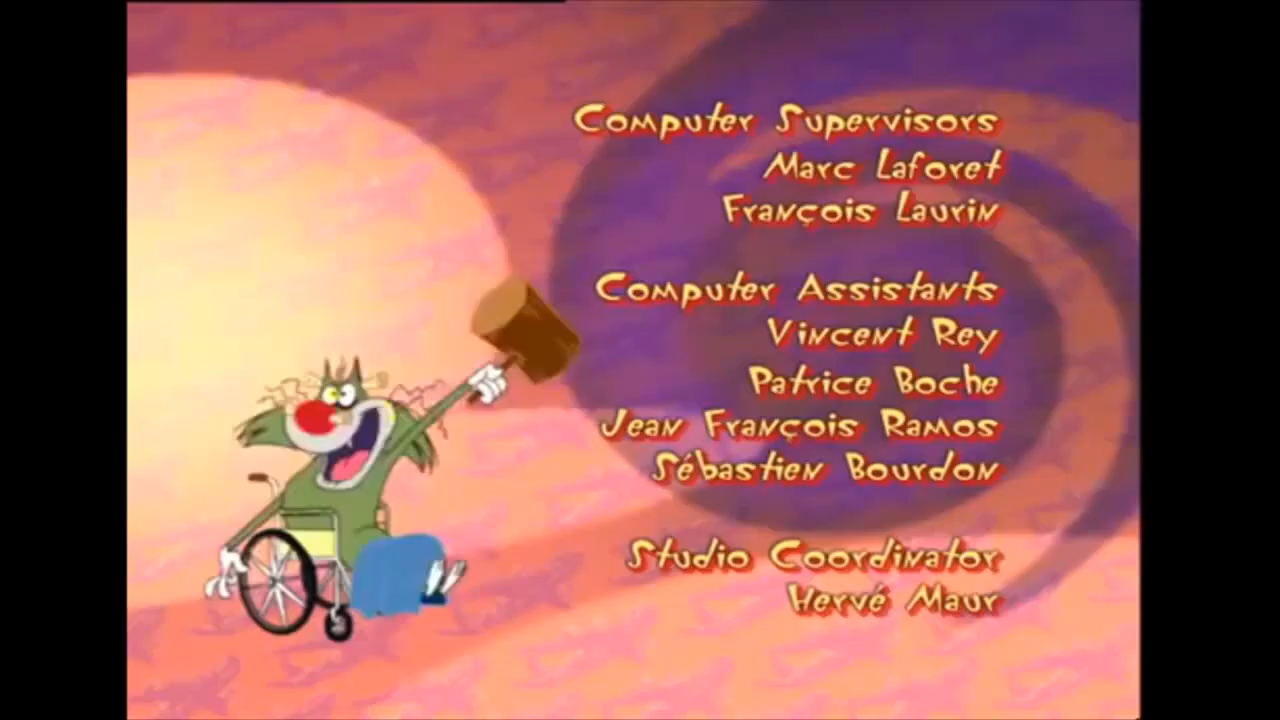 Computer Supervisors
Marc Laforet
François Laurin
Computer Assistants
Vincent Rey
Patrice Boche
Jean François Ramos
Sébastien Bourdon
Studio Coordinator
Hervé Maur